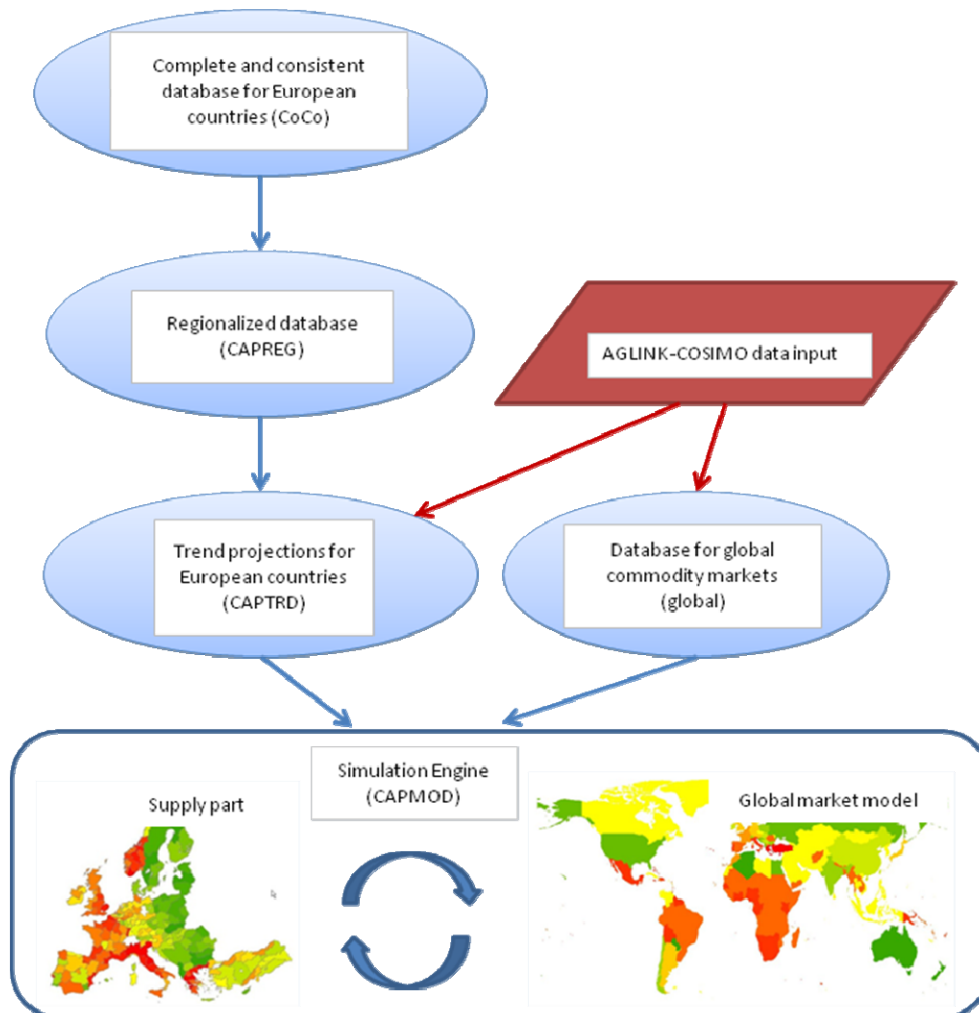 Complete and consistent
database for European
countries (CoCo)
Regionalized database
(CAPREG)
AGLINK-COSIMO data input
Trend projections for
European countries
(CAPTRD)
Database for global
commodity markets
(global)
Simulation Engine
(CAPMOD)
Supply part
Global market model